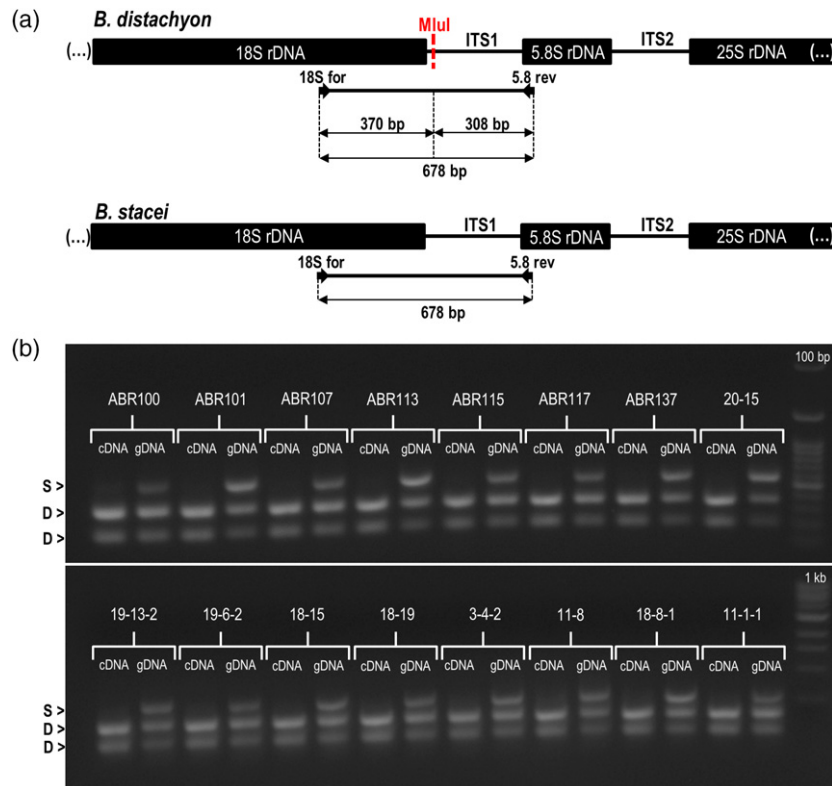 (a)
B. distachyon
MluI
ITS1
ITS2
(...) 18S rDNA 5.8S rDNA 25S rDNA (...)
18S for 5.8 rev
370 bp 308 bp
678 bp
B. stacei
ITS1 ITS2
(...) 18S rDNA 5.8S rDNA 25S rDNA (...)
18S for 5.8 rev
678 bp
(b)
100 bp
ABR100 ABR101 ABR107 ABR113 ABR115 ABR117 ABR137 20-15
cDNA gDNA cDNA gDNA cDNA gDNA cDNA gDNA cDNA gDNA cDNA gDNA cDNA gDNA cDNA gDNA
S >
D >
D >
1 kb
19-13-2 19-6-2 18-15 18-19 3-4-2 11-8 18-8-1 11-1-1
cDNA gDNA cDNA gDNA cDNA gDNA cDNA gDNA cDNA gDNA cDNA gDNA cDNA gDNA cDNA gDNA
S >
D >
D >